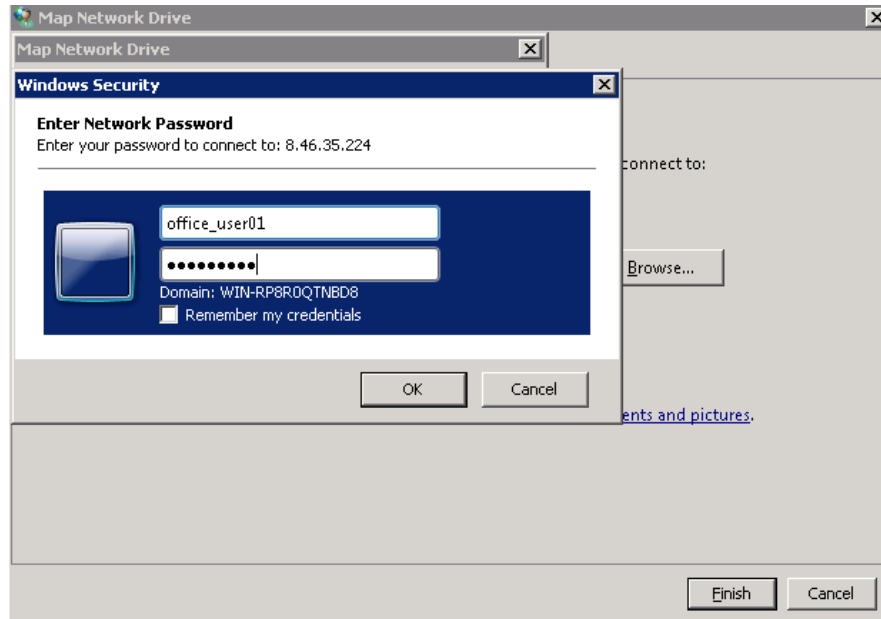 Map Network Drive
Map Network Drive
Windows Security
Enter Network Password
Enter your password to connect to: 8.46.35.224
connect to:
office_user01
●●●●●●●●●
Browse...
Domain: WIN-RP8R0QTNBD8
Remember my credentials
OK Cancel
ents and pictures.
Finish Cancel